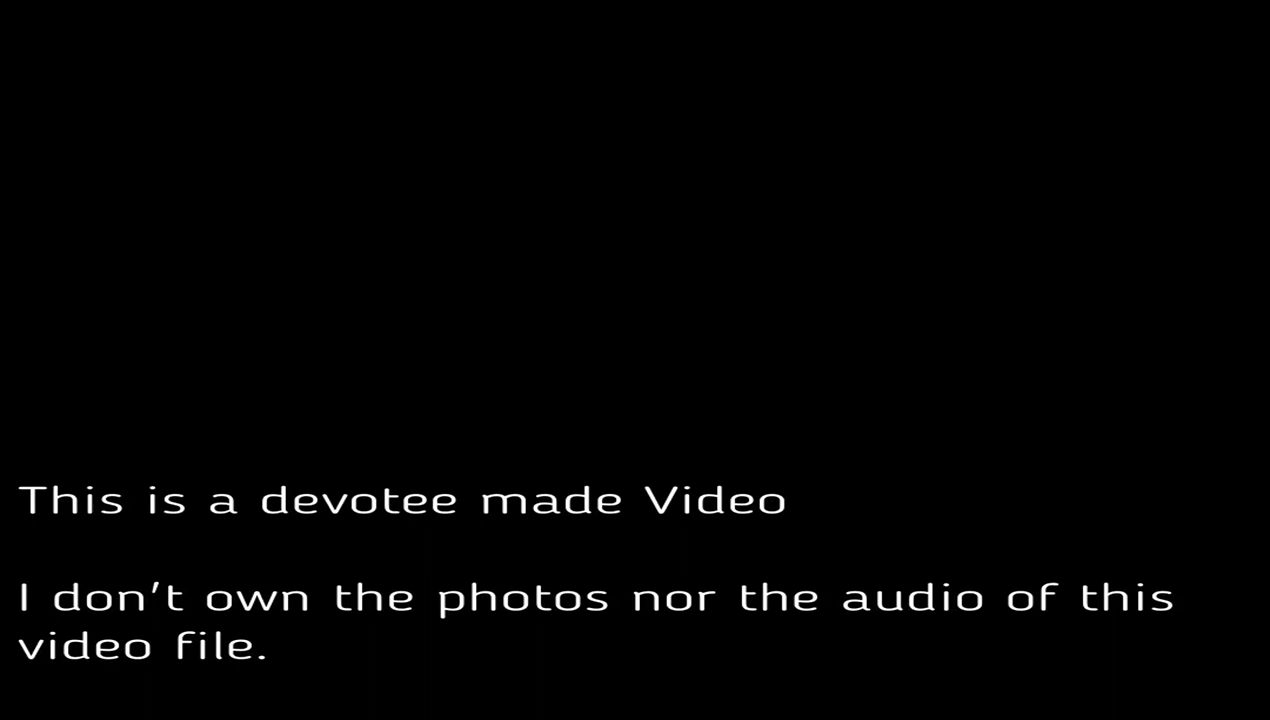 This is a devotee made Video
I don't own the photos nor the audio of this
video file.